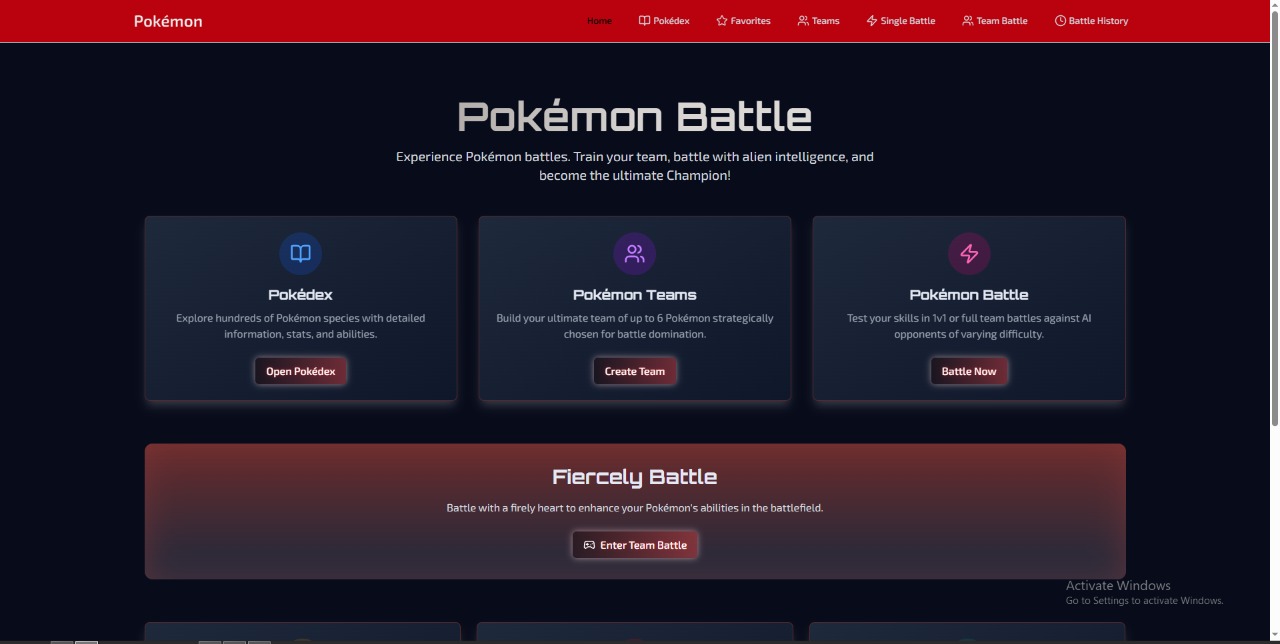 Pokémon
Home
Pokédex
Favorites
Teams
Single Battle
Team Battle
Battle History
Pokémon Battle
Experience Pokémon battles. Train your team, battle with alien intelligence, and
become the ultimate Champion!
Pokédex
Explore hundreds of Pokémon species with detailed
information, stats, and abilities.
Open Pokédex
Pokémon Teams
Build your ultimate team of up to 6 Pokémon strategically
chosen for battle domination.
Create Team
Pokémon Battle
Test your skills in 1v1 or full team battles against AI
opponents of varying difficulty.
Battle Now
Fiercely Battle
Battle with a firely heart to enhance your Pokémon's abilities in the battlefield.
Enter Team Battle
Activate Windows
Go to Settings to activate Windows.